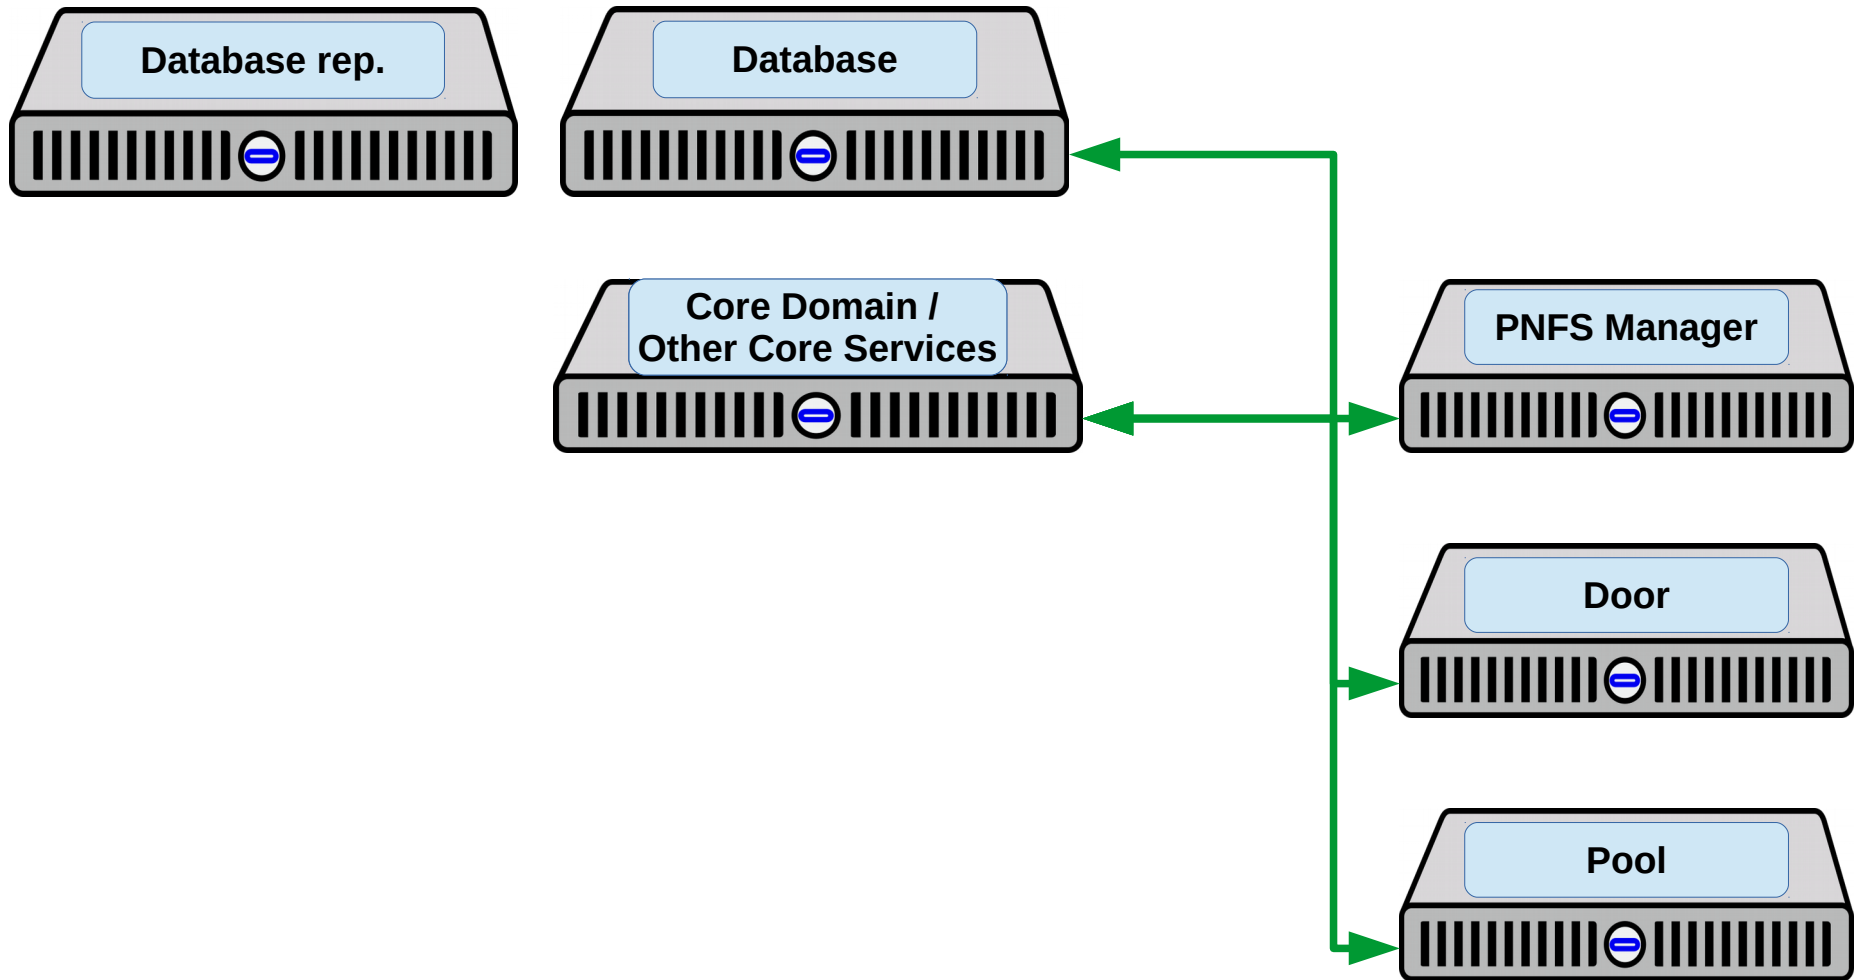 Database rep.
Database
Core Domain /
Other Core Services
PNFS Manager
Door
Pool